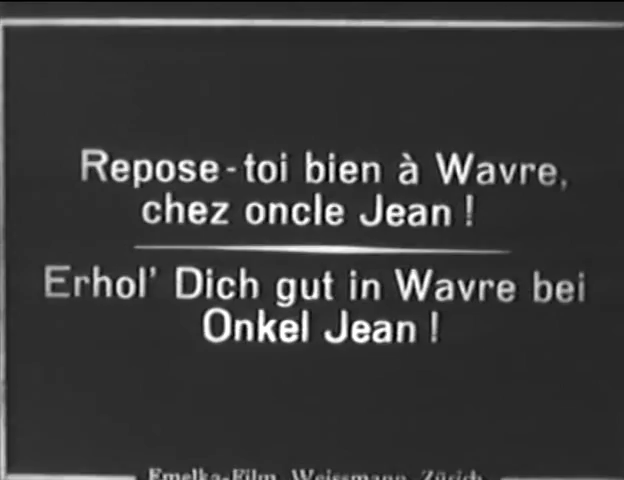 Repose-toi bien à Wavre,
chez oncle Jean !
Erhol' Dich gut in Wavre bei
Onkel Jean !
Emelka-Film Weissmann Zürich